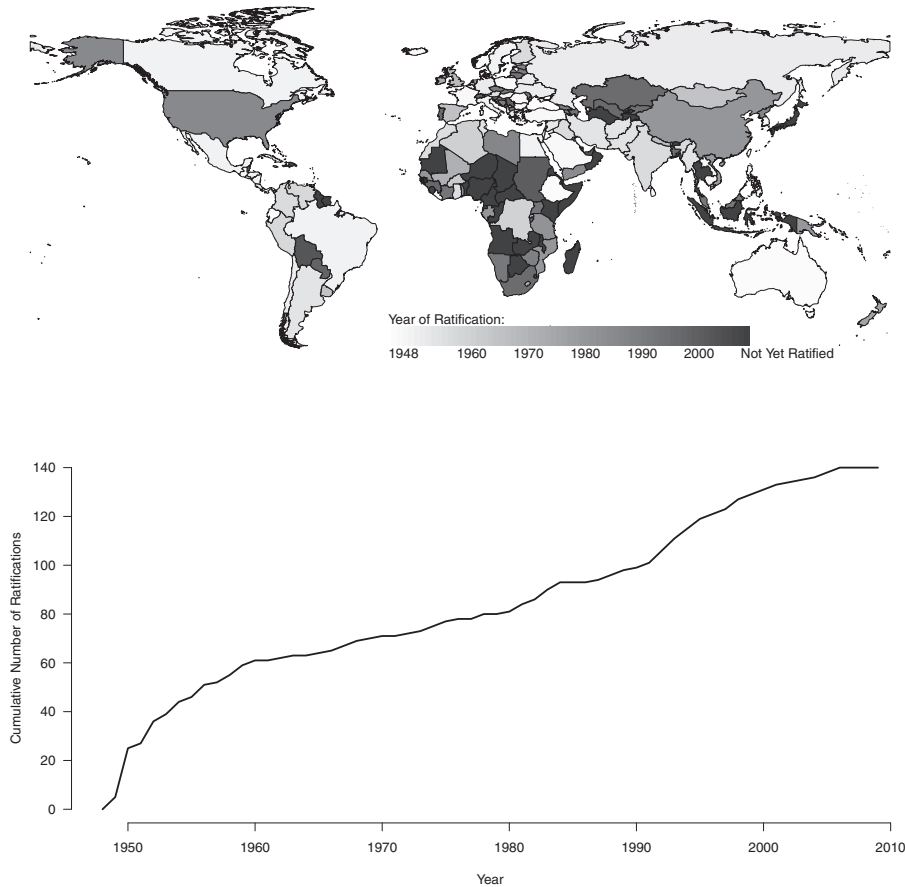 Year of Ratification:
1948 1960 1970 1980 1990 2000 Not Yet Ratified
140
120
100
80
60
40
20
0
Cumulative Number of Ratifications
1950 1960 1970 1980 1990 2000 2010
Year